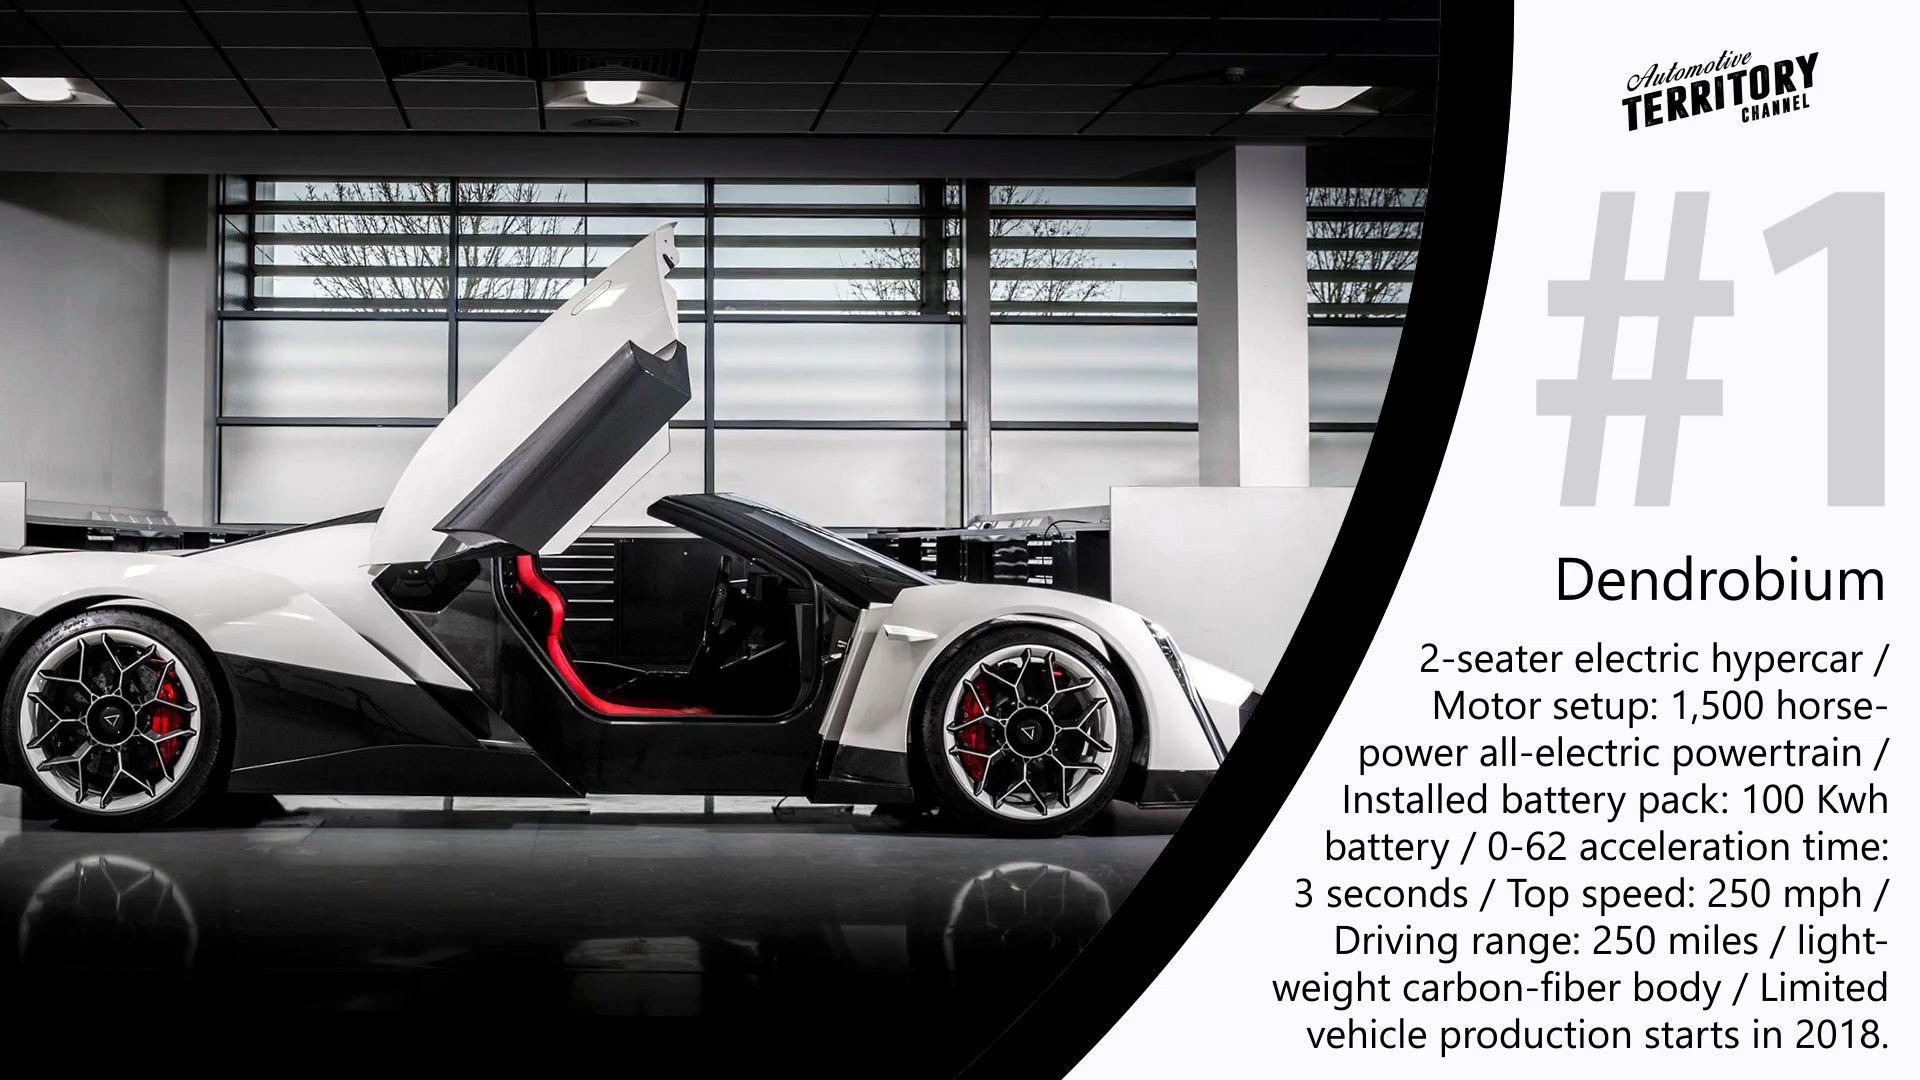 Automotive
TERRITORY
CHANNEL
#1
Dendrobium
2-seater electric hypercar /
Motor setup: 1,500 horse-
power all-electric powertrain /
Installed battery pack: 100 Kwh
battery / 0-62 acceleration time:
3 seconds / Top speed: 250 mph /
Driving range: 250 miles / light-
weight carbon-fiber body / Limited
vehicle production starts in 2018.